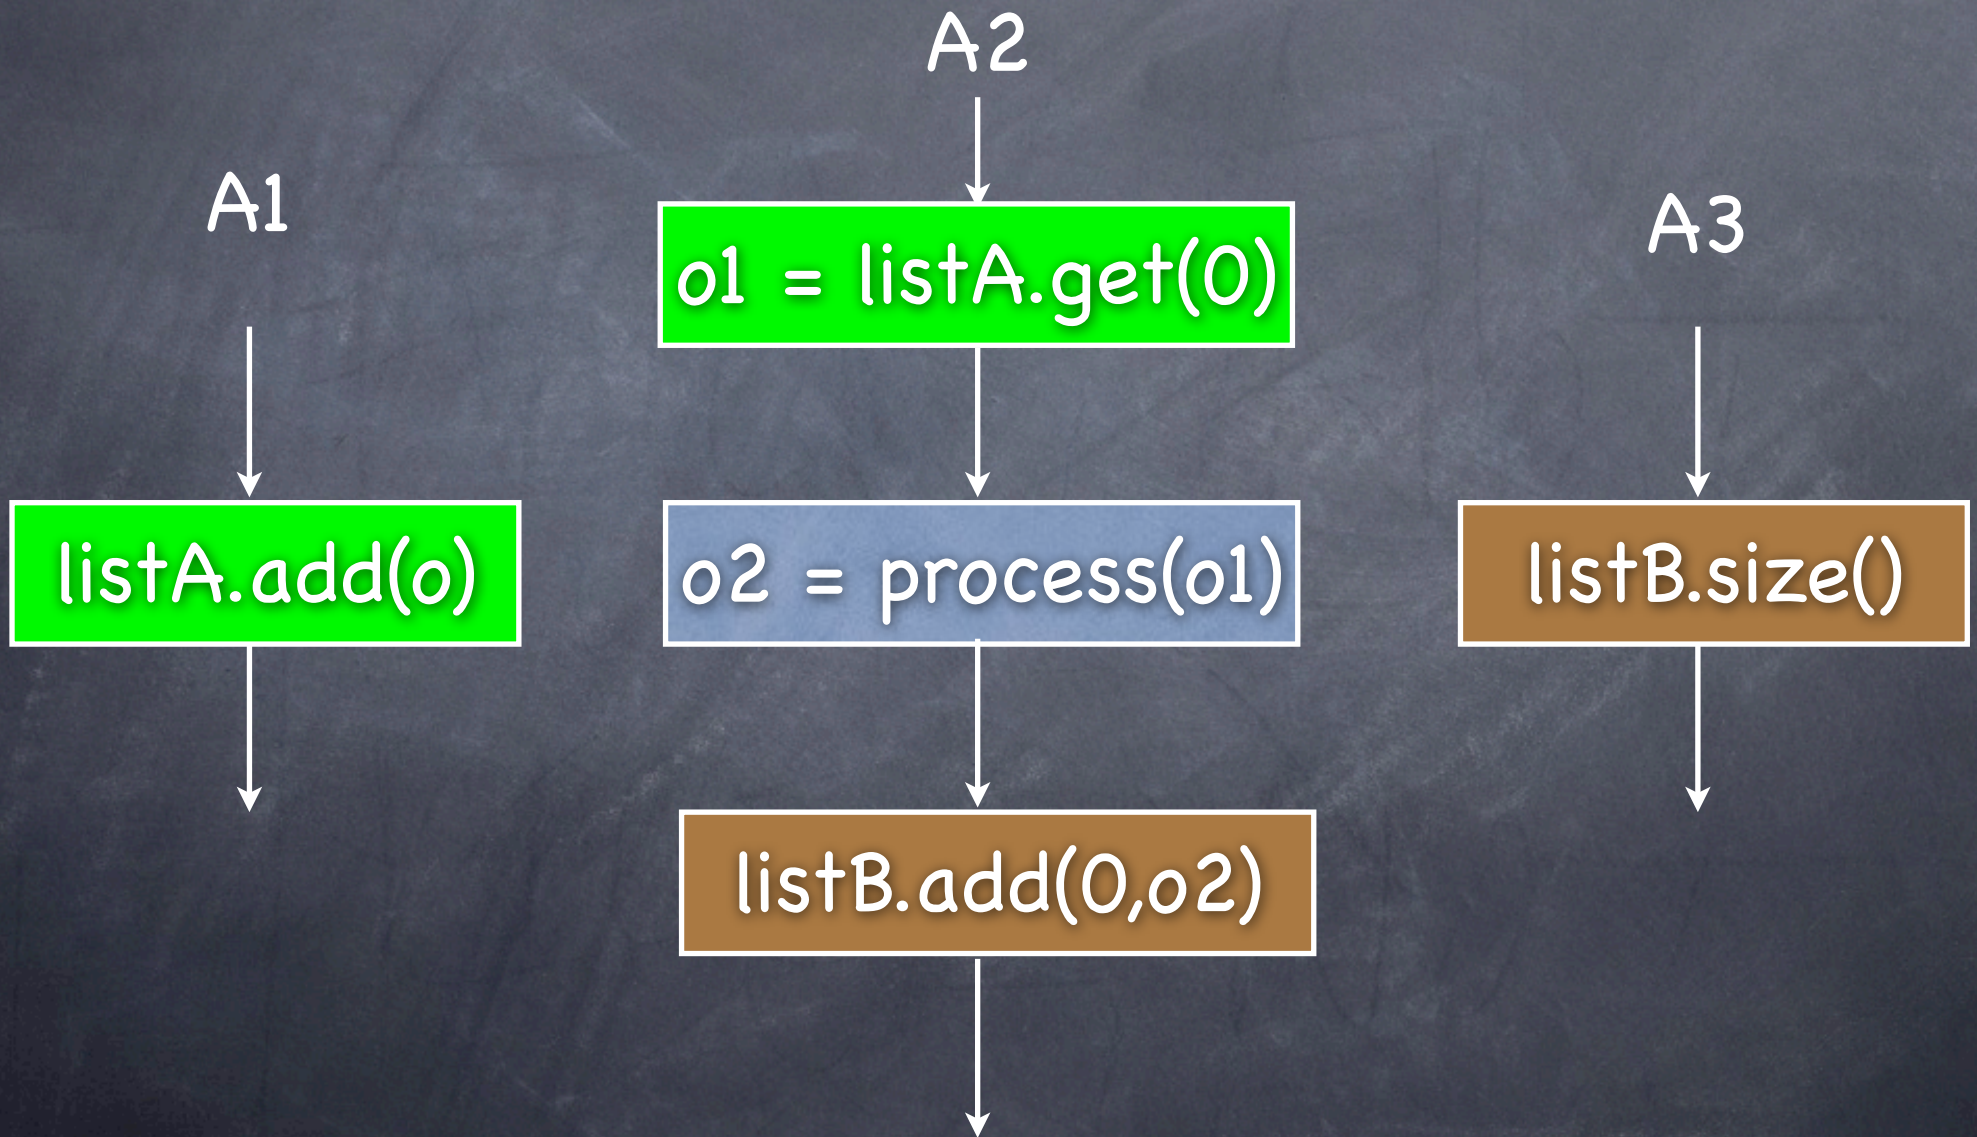 A2
A1
A3
o1 = listA.get(0)
listA.add(o)
o2 = process(o1)
listB.size()
listB.add(0,o2)